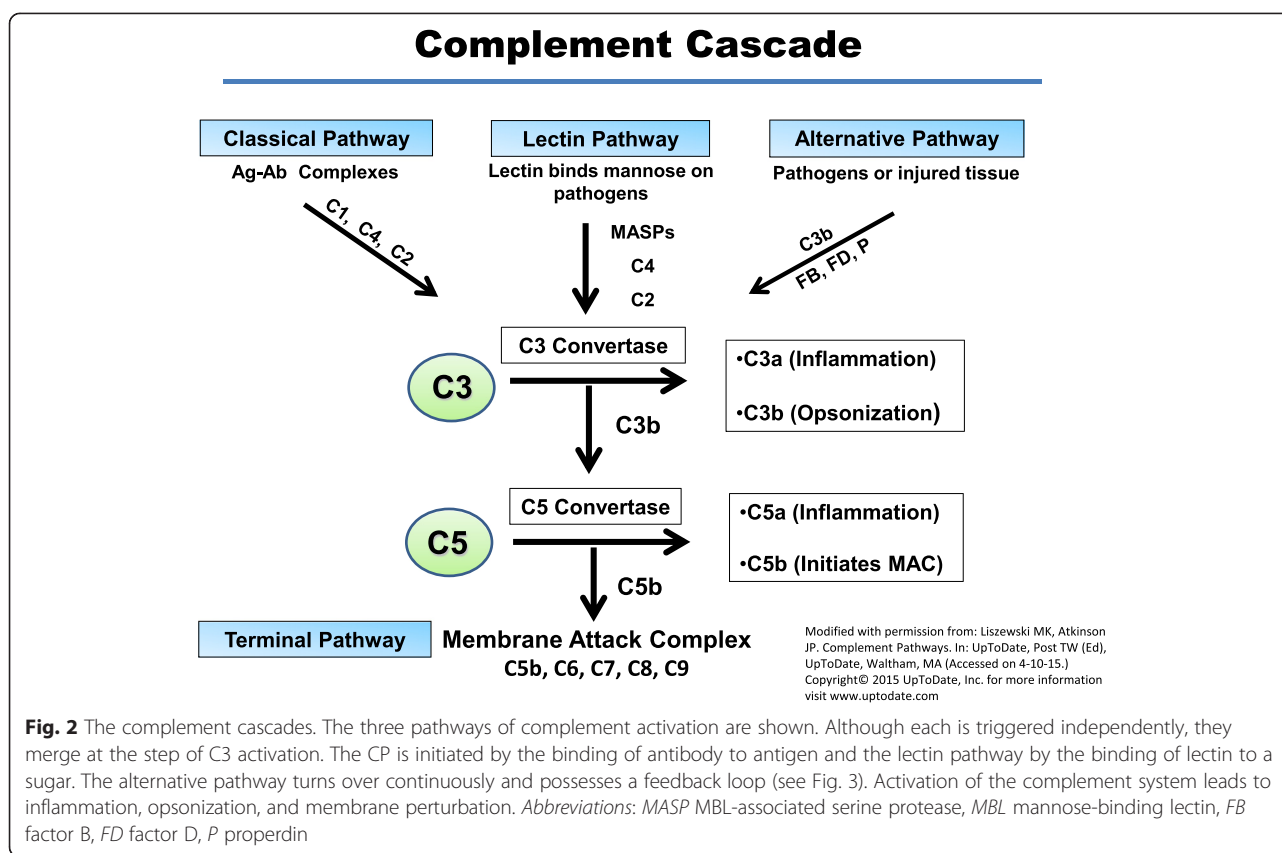 Complement Cascade
Classical Pathway
Ag-Ab Complexes
Lectin Pathway
Lectin binds mannose on
pathogens
Alternative Pathway
Pathogens or injured tissue
C1, C4, C2
MASPs
C4
C2
C3b
FB, FD, P
C3 Convertase
C3
C3b
•C3a (Inflammation)
•C3b (Opsonization)
C5 Convertase
C5
C5b
•C5a (Inflammation)
•C5b (Initiates MAC)
Terminal Pathway
Membrane Attack Complex
C5b, C6, C7, C8, C9
Modified with permission from: Liszewski MK, Atkinson
JP. Complement Pathways. In: UpToDate, Post TW (Ed),
UpToDate, Waltham, MA (Accessed on 4-10-15.)
Copyright© 2015 UpToDate, Inc. for more information
visit www.uptodate.com
Fig. 2 The complement cascades. The three pathways of complement activation are shown. Although each is triggered independently, they
merge at the step of C3 activation. The CP is initiated by the binding of antibody to antigen and the lectin pathway by the binding of lectin to a
sugar. The alternative pathway turns over continuously and possesses a feedback loop (see Fig. 3). Activation of the complement system leads to
inflammation, opsonization, and membrane perturbation. Abbreviations: MASP MBL-associated serine protease, MBL mannose-binding lectin, FB
factor B, FD factor D, P properdin